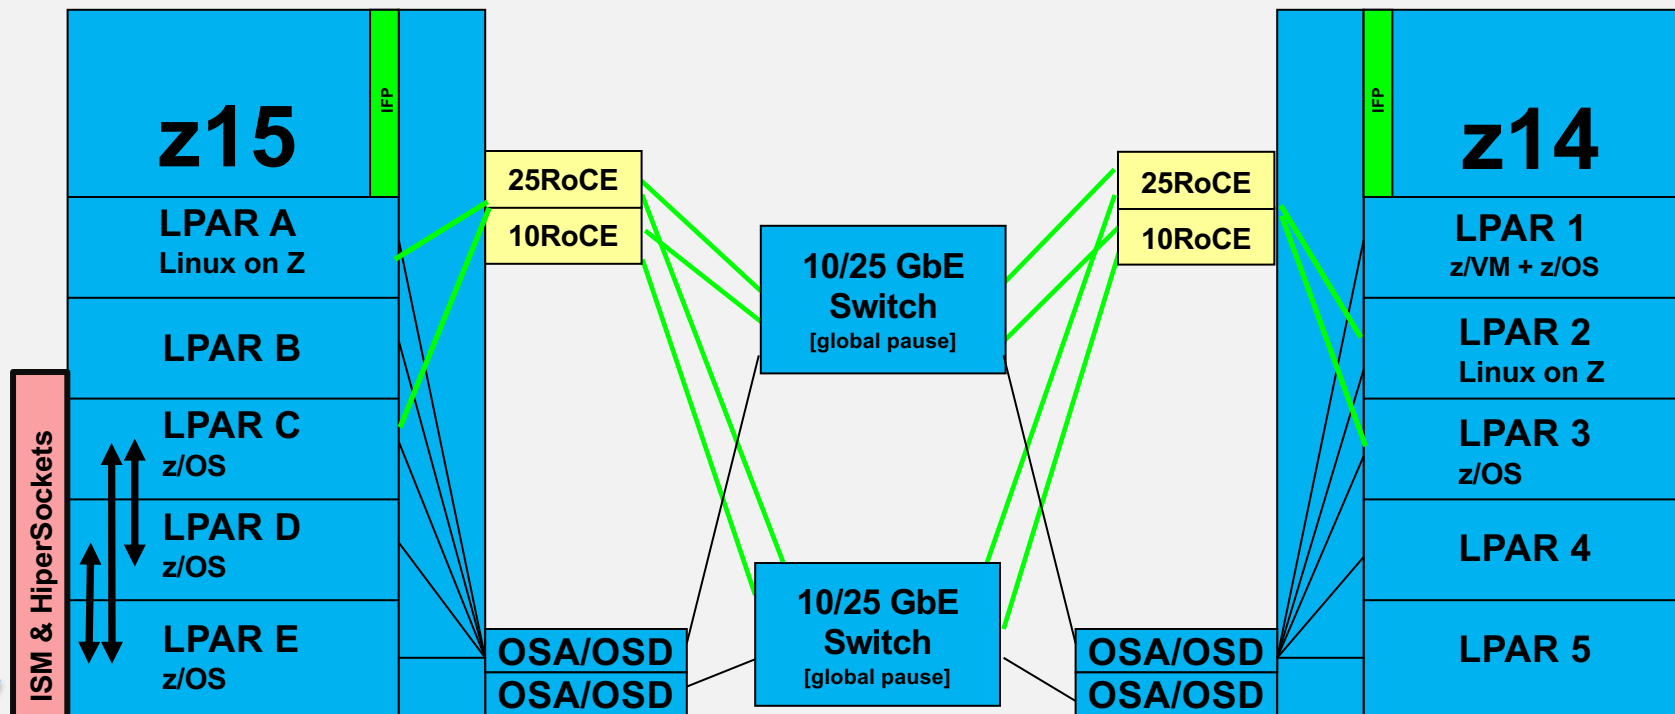 z15
IFP
LPAR A
Linux on Z
LPAR B
LPAR C
z/OS
LPAR D
z/OS
LPAR E
z/OS
ISM & HiperSockets
25RoCE
10RoCE
OSA/OSD
OSA/OSD
10/25 GbE
Switch
[global pause]
10/25 GbE
Switch
[global pause]
25RoCE
10RoCE
OSA/OSD
OSA/OSD
IFP
z14
LPAR 1
z/VM + z/OS
LPAR 2
Linux on Z
LPAR 3
z/OS
LPAR 4
LPAR 5